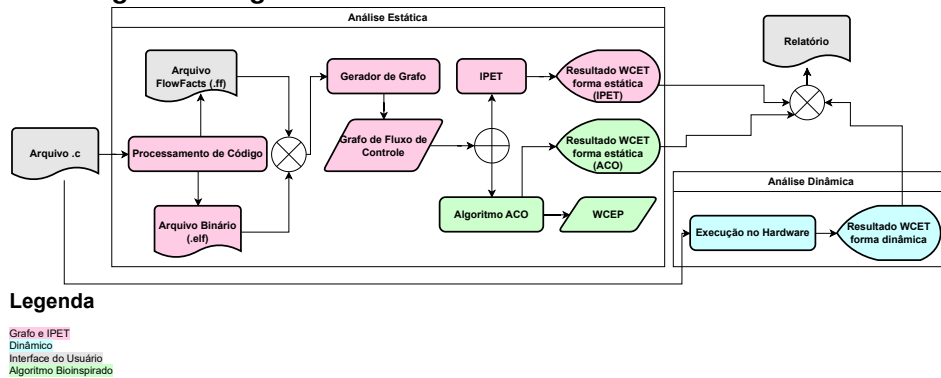 Análise Estática
Arquivo
FlowFacts (.ff)
Gerador de Grafo
IPET
Resultado WCET
forma estática
(IPET)
Relatório
Arquivo .c
Processamento de Código
Grafo de Fluxo de
Controle
Resultado WCET
forma estática
(ACO)
Arquivo Binário
(.elf)
Algoritmo ACO
WCEP
Análise Dinâmica
Execução no Hardware
Resultado WCET
forma dinâmica
Legenda
Grafo e IPET
Dinâmico
Interface do Usuário
Algoritmo Bioinspirado